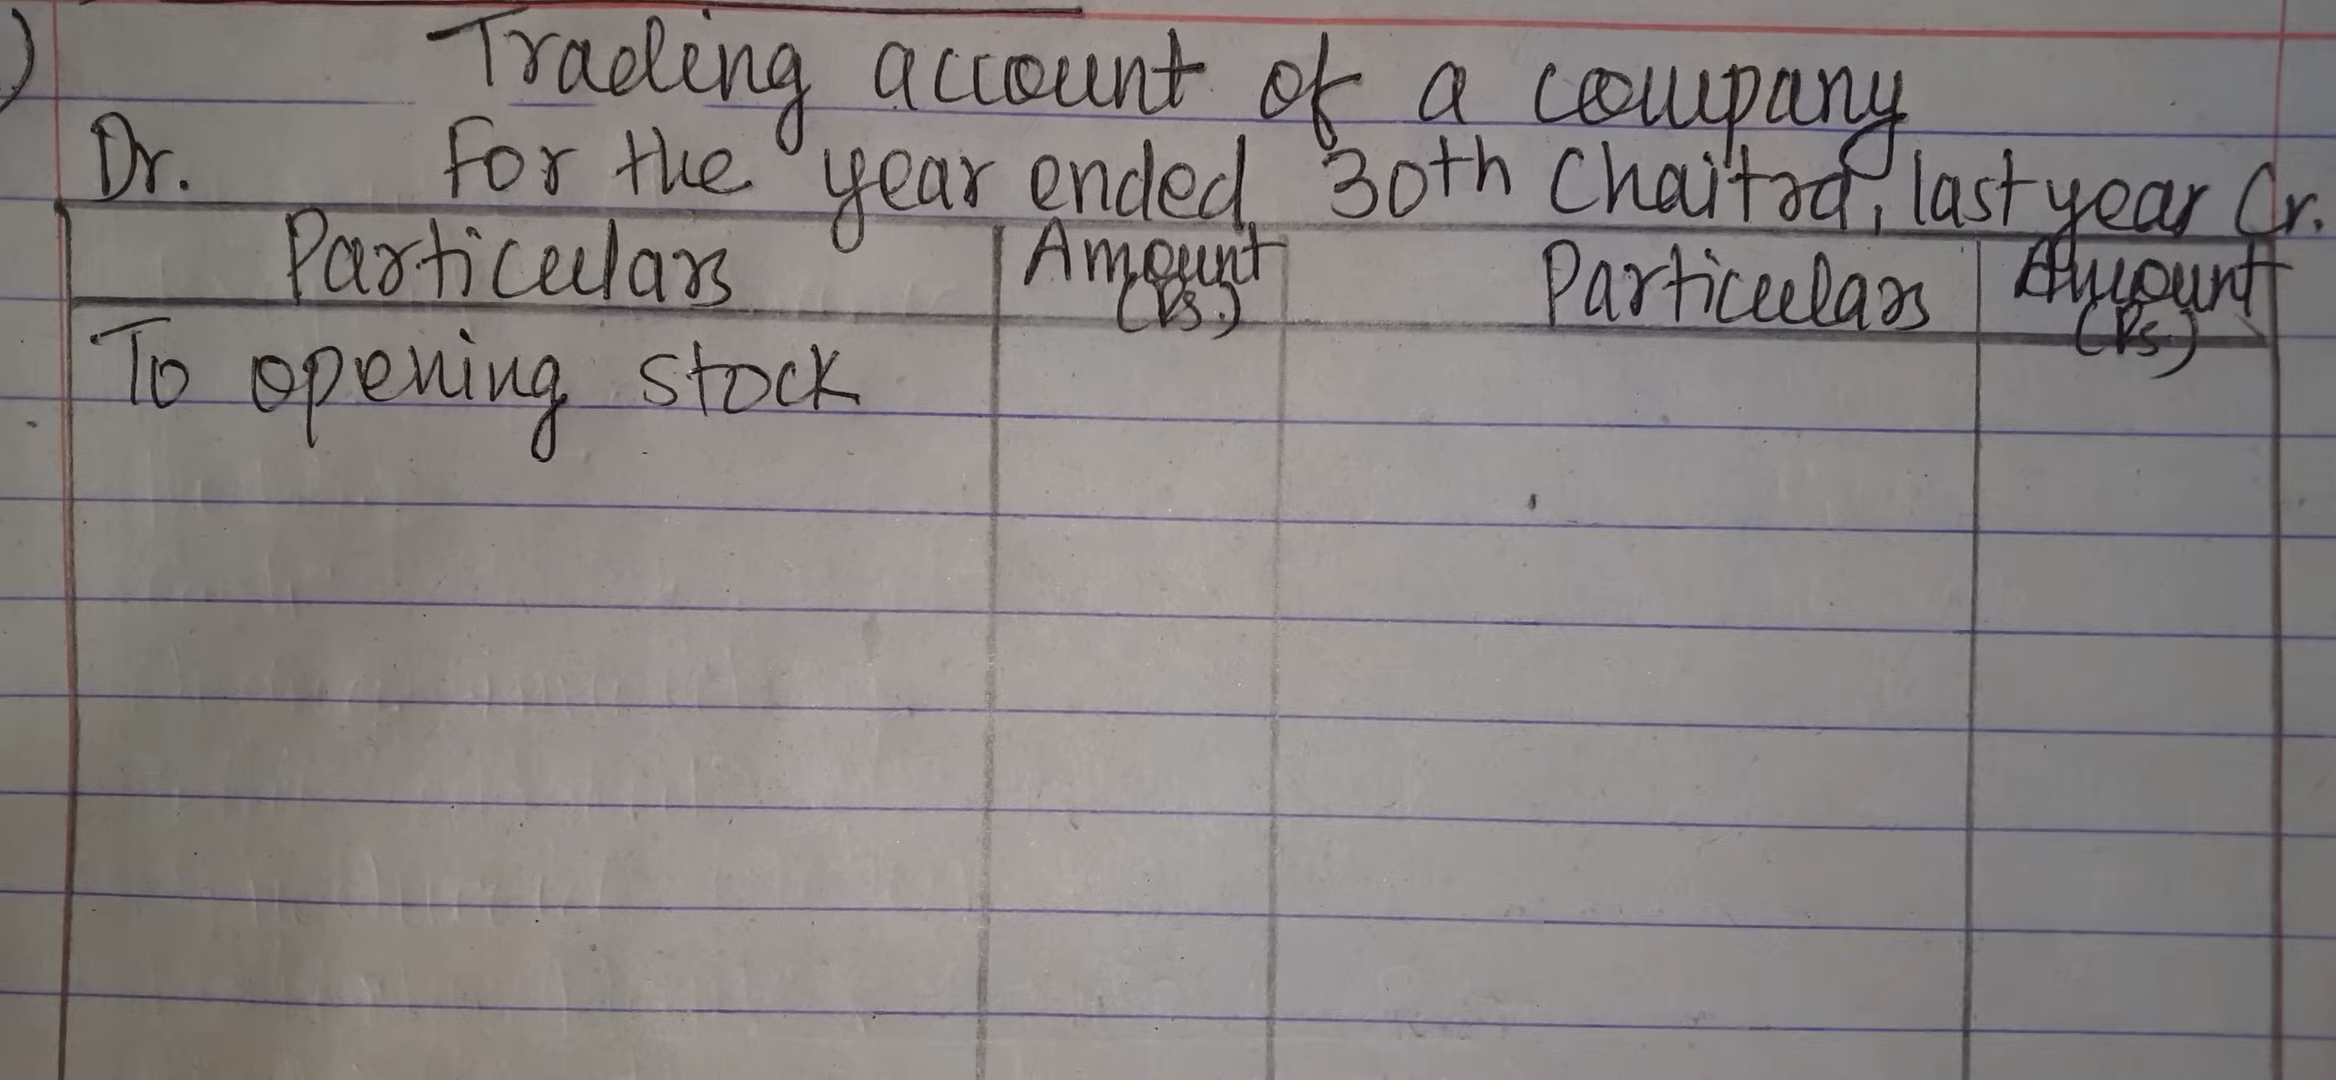 )
Trading account of a company
Dr. For the year ended 30th Chaitra, last year Cr.
Particulars Amount (Rs.) Particulars Amount (Rs.)
To opening stock